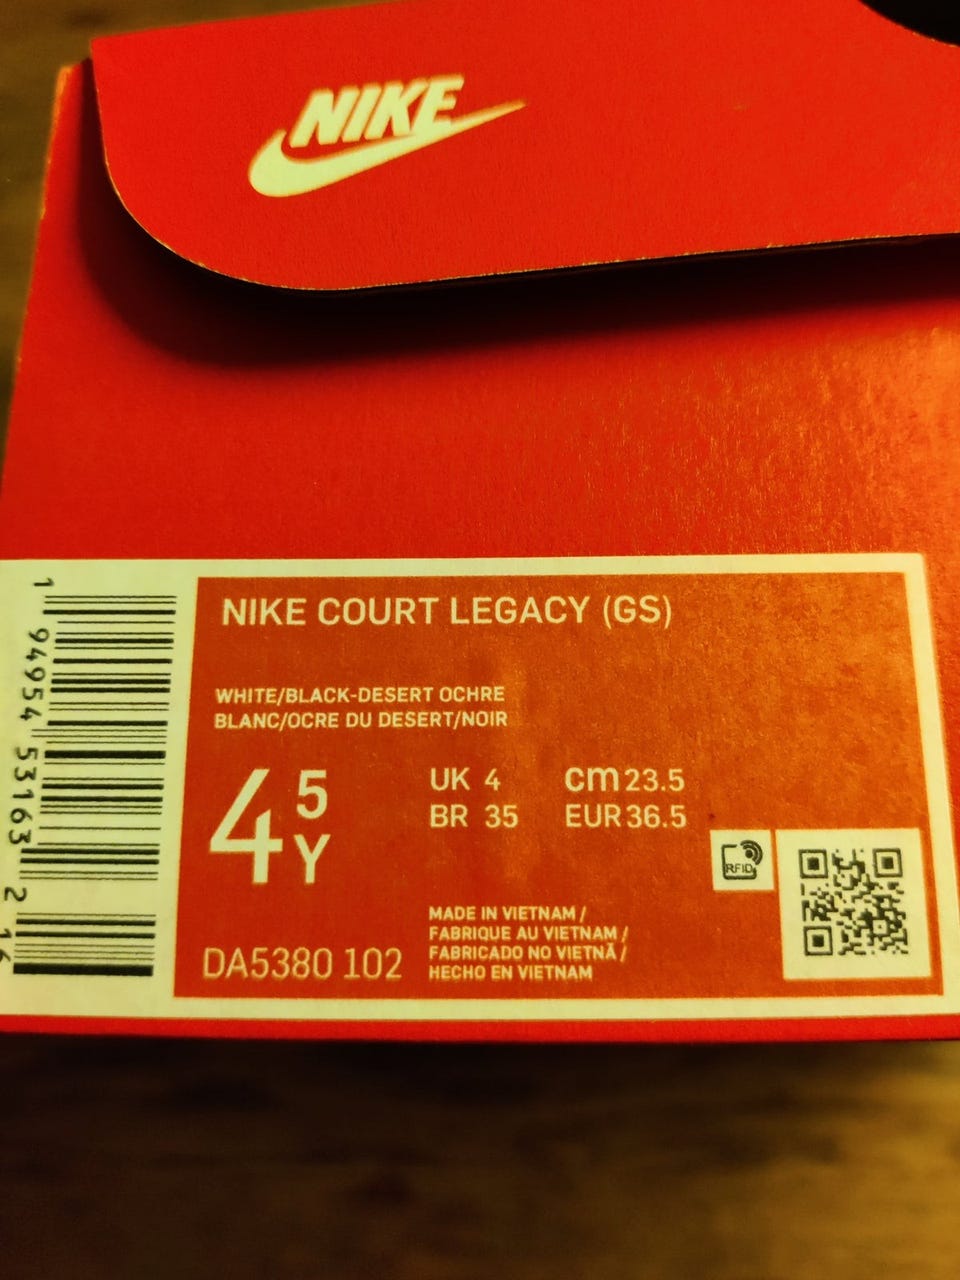 NIKE
NIKE COURT LEGACY (GS)
WHITE/BLACK-DESERT OCHRE
BLANC/OCRE DU DESERT/NOIR
4 5 Y
UK 4 cm 23.5
BR 35 EUR 36.5
RFID
MADE IN VIETNAM /
FABRIQUE AU VIETNAM /
FABRICADO NO VIETNÃ /
HECHO EN VIETNAM
DA5380 102
1 94954 53163 2 16